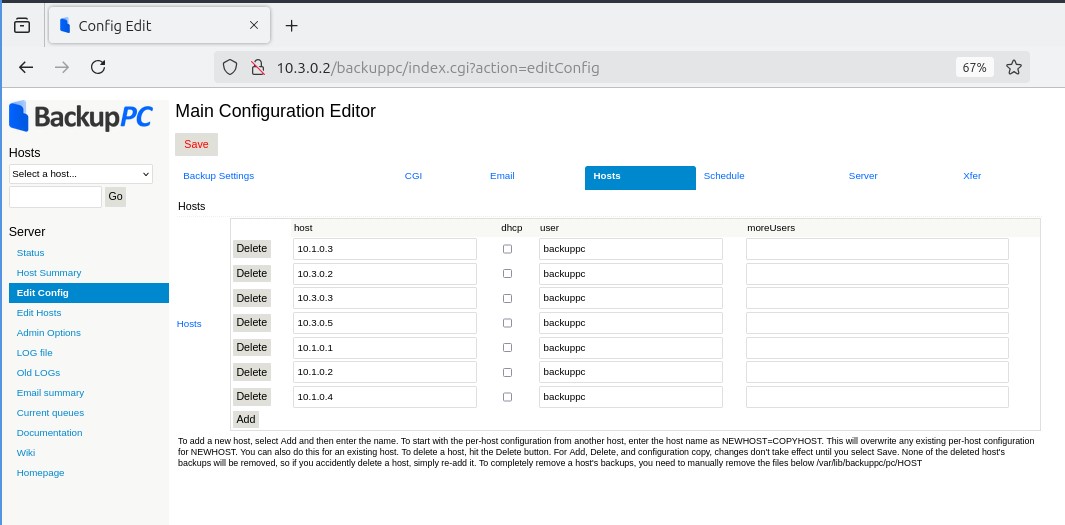 Config Edit
10.3.0.2/backuppc/index.cgi?action=editConfig
67%
BackupPC
Hosts
Select a host...
Go
Server
Status
Host Summary
Edit Config
Edit Hosts
Admin Options
LOG file
Old LOGs
Email summary
Current queues
Documentation
Wiki
Homepage
Main Configuration Editor
Save
Backup Settings CGI Email Hosts Schedule Server Xfer
Hosts
host dhcp user moreUsers
Delete 10.1.0.3 backuppc
Delete 10.3.0.2 backuppc
Delete 10.3.0.3 backuppc
Hosts
Delete 10.3.0.5 backuppc
Delete 10.1.0.1 backuppc
Delete 10.1.0.2 backuppc
Delete 10.1.0.4 backuppc
Add
To add a new host, select Add and then enter the name. To start with the per-host configuration from another host, enter the host name as NEWHOST=COPYHOST. This will overwrite any existing per-host configuration
for NEWHOST. You can also do this for an existing host. To delete a host, hit the Delete button. For Add, Delete, and configuration copy, changes don't take effect until you select Save. None of the deleted host's
backups will be removed, so if you accidently delete a host, simply re-add it. To completely remove a host's backups, you need to manually remove the files below /var/lib/backuppc/pc/HOST